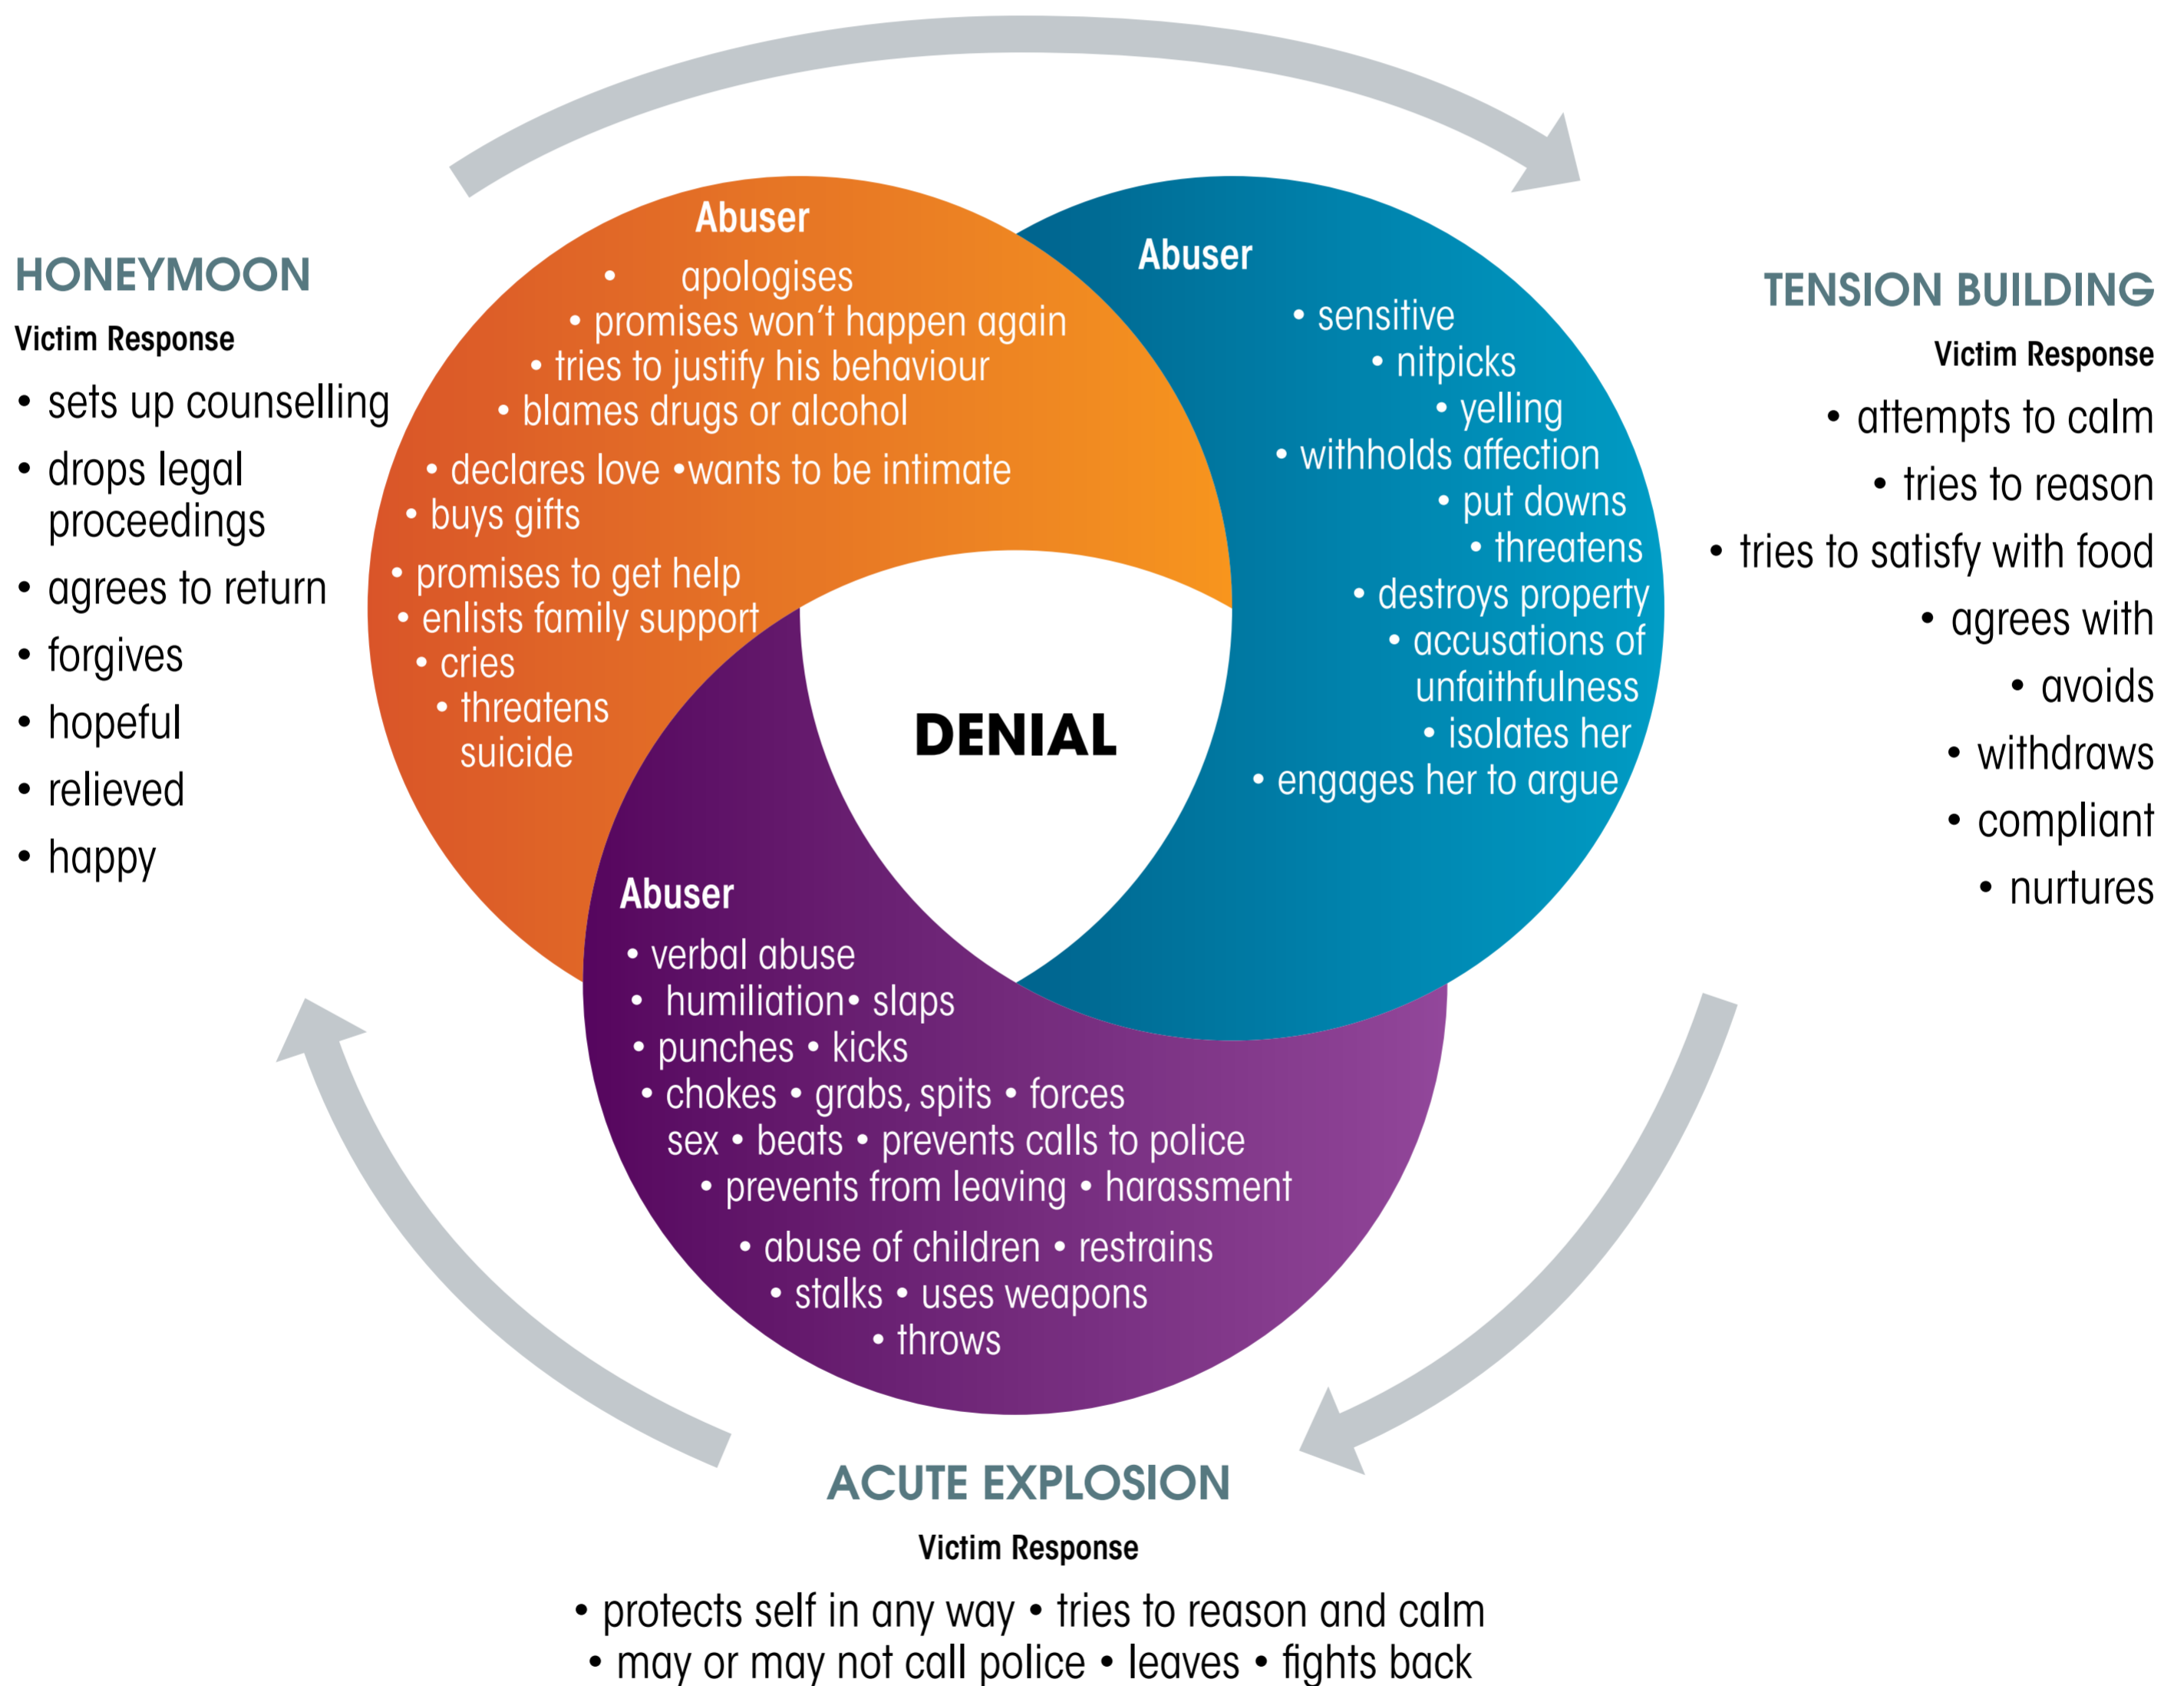 HONEYMOON
Victim Response
• sets up counselling
• drops legal
proceedings
• agrees to return
• forgives
• hopeful
• relieved
• happy
Abuser
• apologises
• promises won't happen again
• tries to justify his behaviour
• blames drugs or alcohol
• declares love •wants to be intimate
• buys gifts
• promises to get help
• enlists family support
• cries
• threatens
suicide
Abuser
• sensitive
• nitpicks
• yelling
• withholds affection
• put downs
• threatens
• destroys property
• accusations of
unfaithfulness
• isolates her
• engages her to argue
TENSION BUILDING
Victim Response
• attempts to calm
• tries to reason
• tries to satisfy with food
• agrees with
• avoids
• withdraws
• compliant
• nurtures
DENIAL
Abuser
• verbal abuse
• humiliation• slaps
• punches • kicks
• chokes • grabs, spits • forces
sex • beats • prevents calls to police
• prevents from leaving • harassment
• abuse of children • restrains
• stalks • uses weapons
• throws
ACUTE EXPLOSION
Victim Response
• protects self in any way • tries to reason and calm
• may or may not call police • leaves • fights back